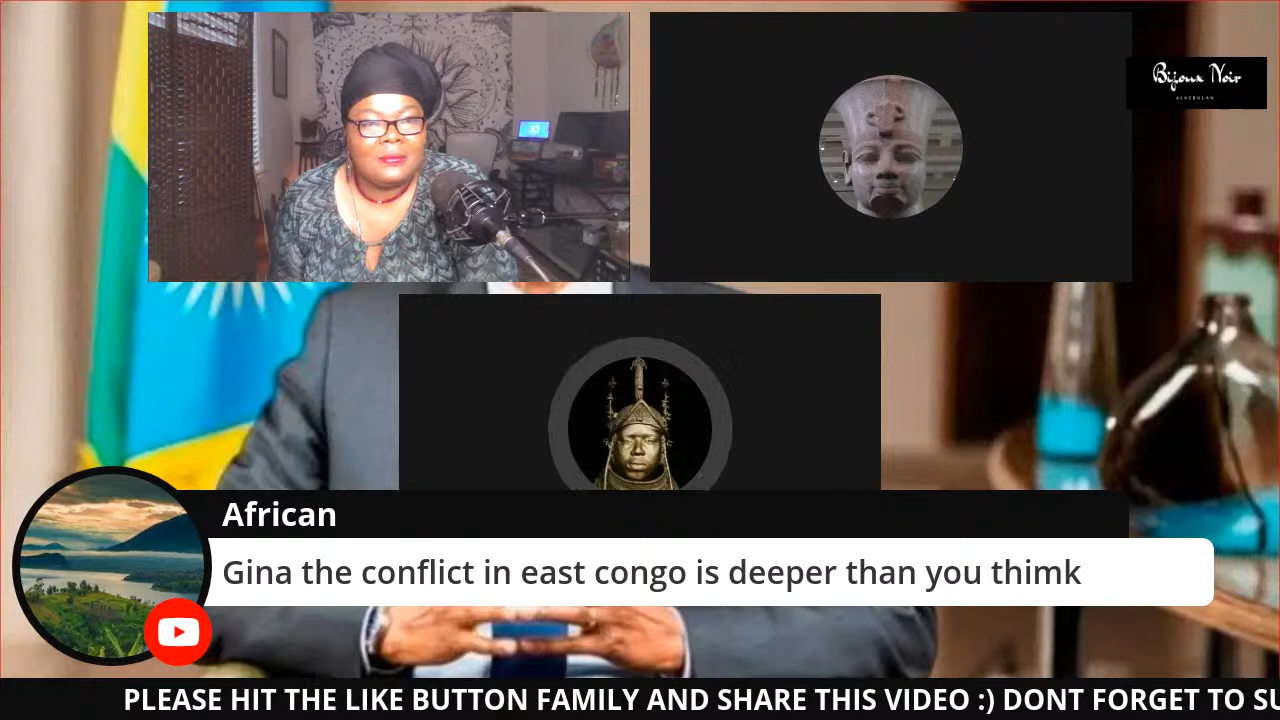 Bijoux Noir
ALKEBULAN
African
Gina the conflict in east congo is deeper than you thimk
PLEASE HIT THE LIKE BUTTON FAMILY AND SHARE THIS VIDEO :) DONT FORGET TO SU